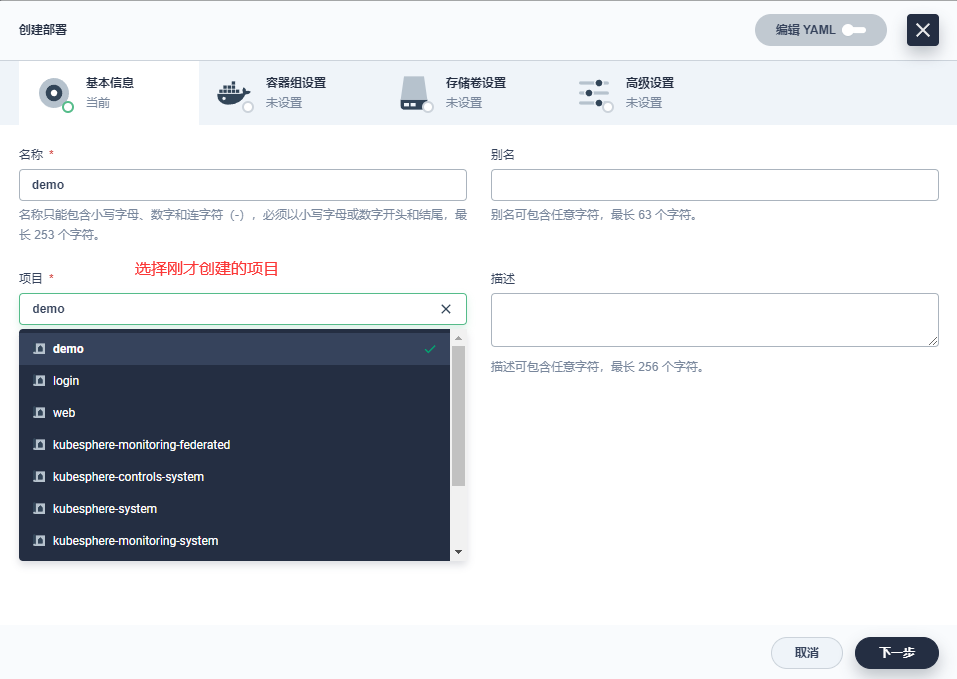 创建部署
编辑 YAML
基本信息
当前
容器组设置
未设置
存储卷设置
未设置
高级设置
未设置
名称 *
demo
名称只能包含小写字母、数字和连字符（-），必须以小写字母或数字开头和结尾，最
长 253 个字符。
别名
别名可包含任意字符，最长 63 个字符。
项目 *
选择刚才创建的项目
demo
demo
login
web
kubesphere-monitoring-federated
kubesphere-controls-system
kubesphere-system
kubesphere-monitoring-system
描述
描述可包含任意字符，最长 256 个字符。
取消
下一步